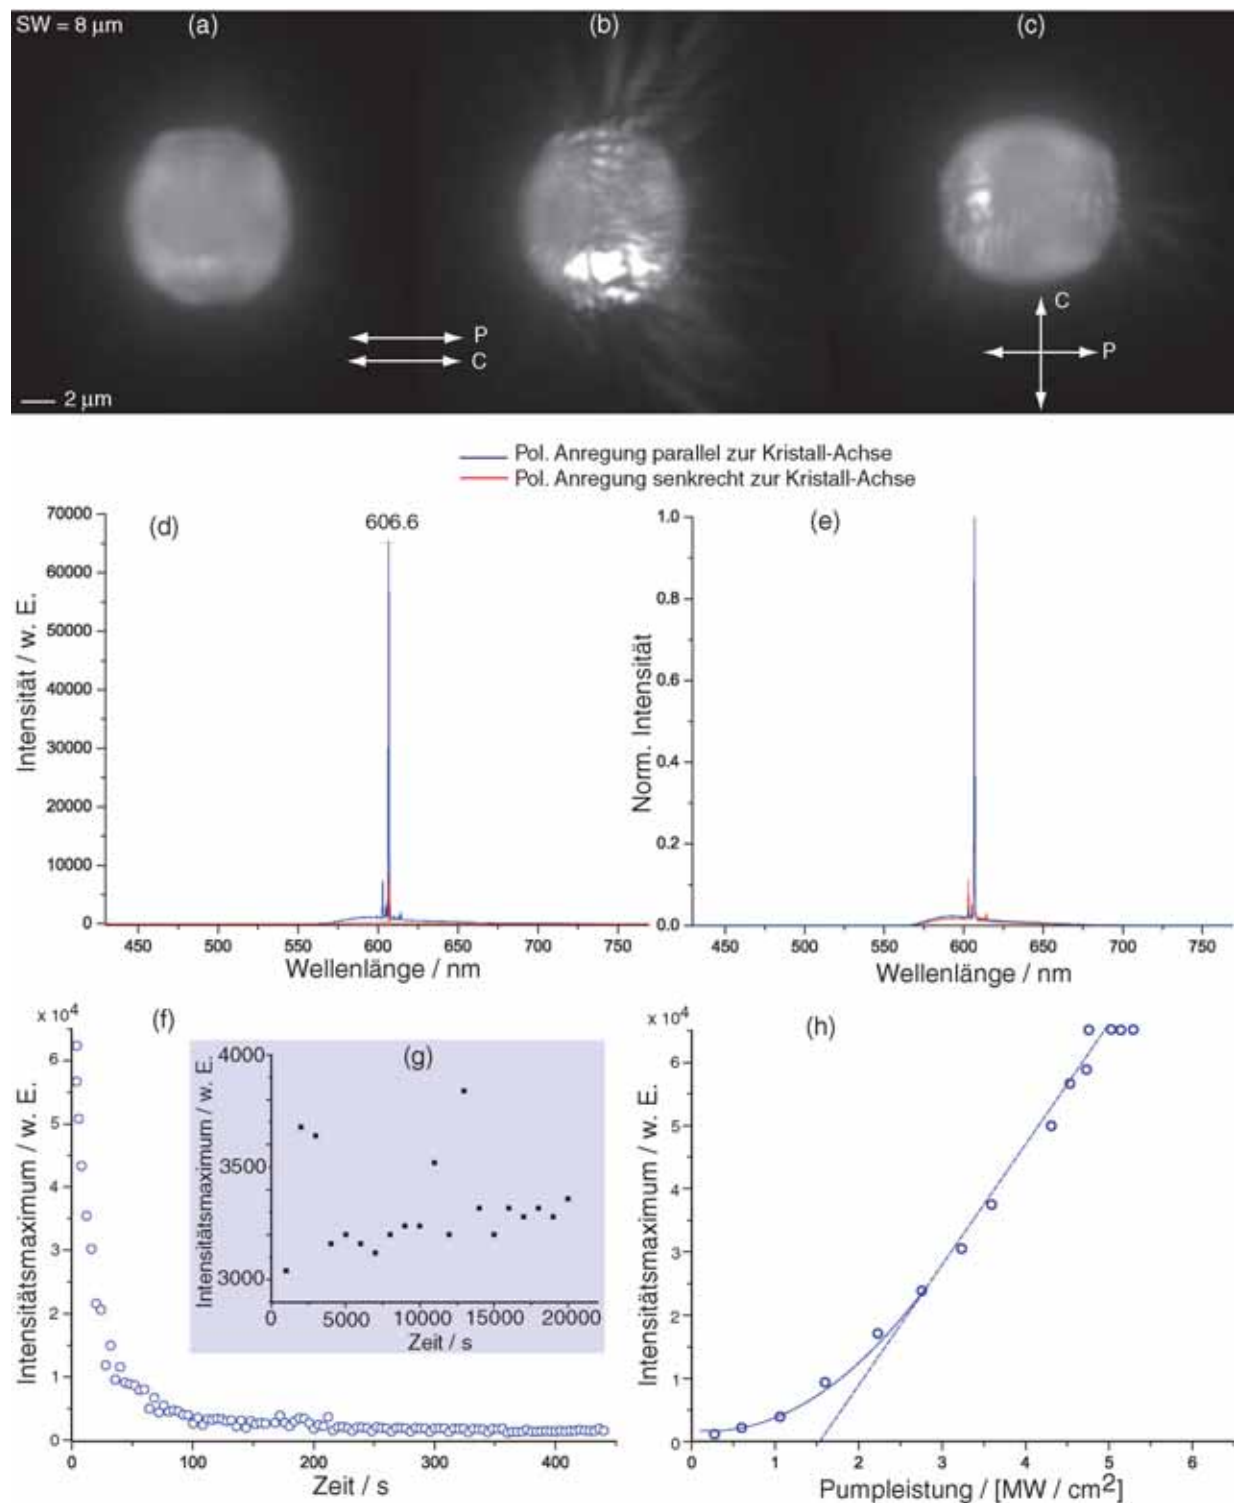 SW = 8 µm
(a)
(b)
(c)
P
C
C
P
2 µm
Pol. Anregung parallel zur Kristall-Achse
Pol. Anregung senkrecht zur Kristall-Achse
(d)
606.6
70000
60000
50000
40000
30000
20000
10000
0
Intensität / w. E.
450 500 550 600 650 700 750
Wellenlänge / nm
(e)
1.0
0.8
0.6
0.4
0.2
0.0
Norm. Intensität
450 500 550 600 650 700 750
Wellenlänge / nm
(f)
x 10⁴
6
5
4
3
2
1
0
Intensitätsmaximum / w. E.
0 100 200 300 400
Zeit / s
(g)
4000
3500
3000
Intensitätsmaximum / w. E.
0 5000 10000 15000 20000
Zeit / s
(h)
x 10⁴
6
5
4
3
2
1
0
Intensitätsmaximum / w. E.
0 1 2 3 4 5 6
Pumpleistung / [MW / cm²]